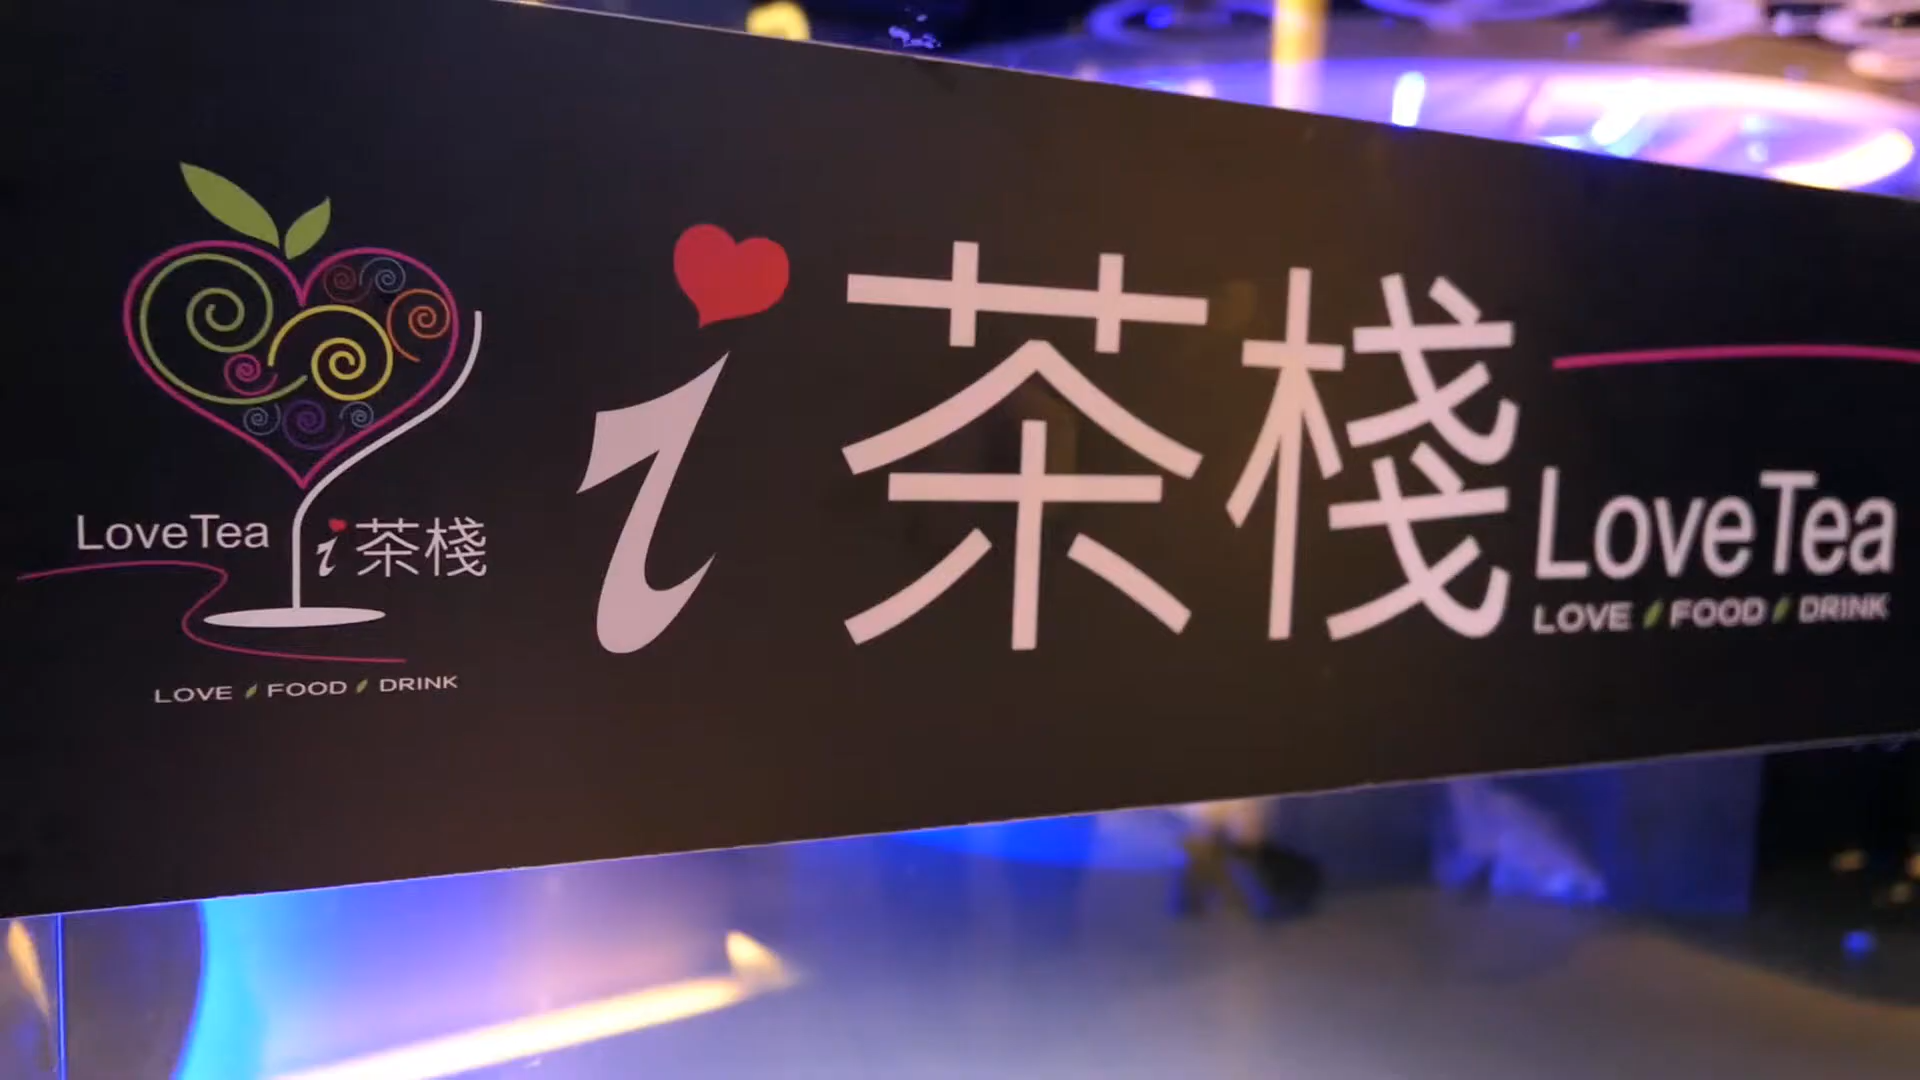 LoveTea i茶棧
LOVE / FOOD / DRINK
i茶棧
LoveTea
LOVE / FOOD / DRINK